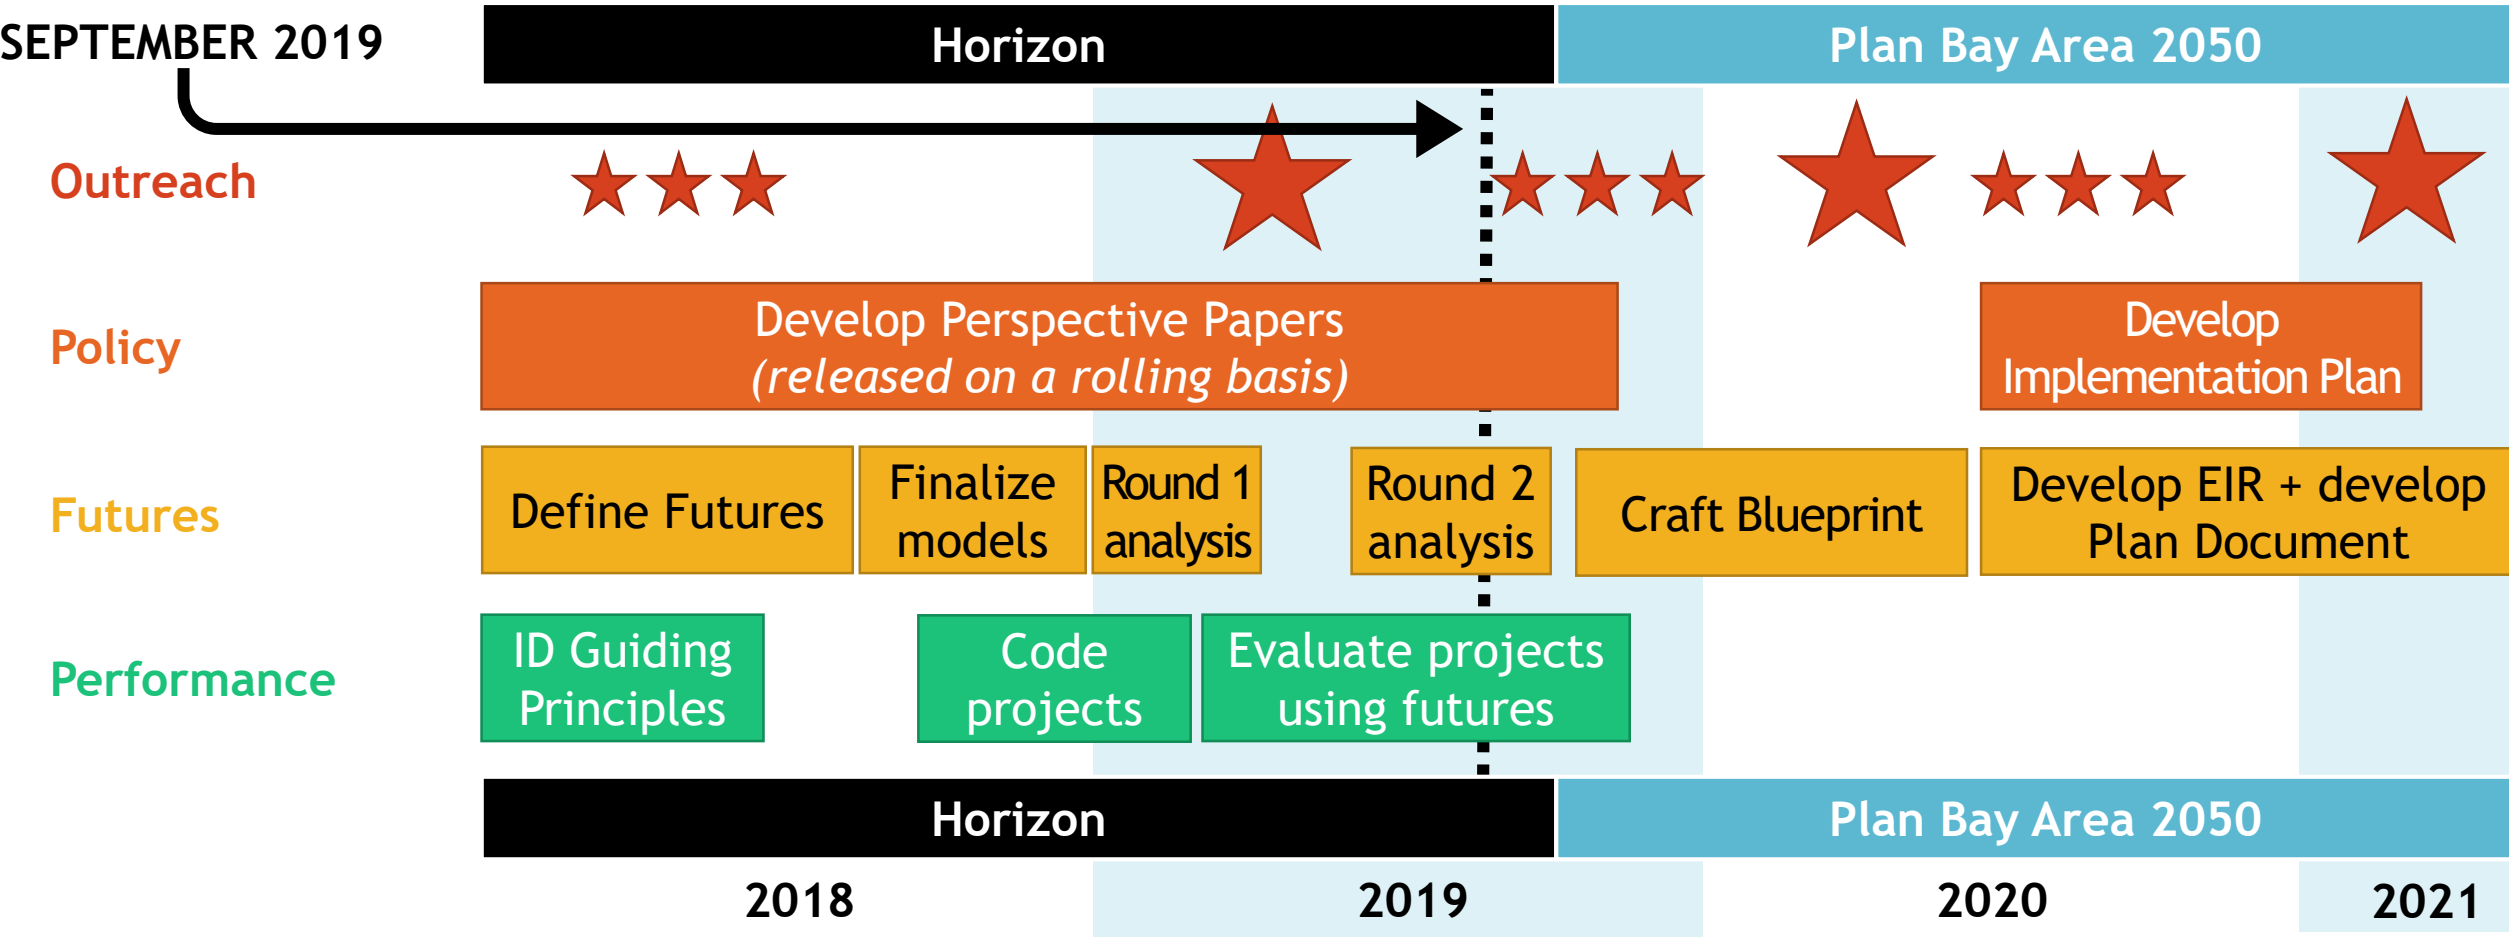 SEPTEMBER 2019
Horizon
Plan Bay Area 2050
Outreach
Policy
Develop Perspective Papers
(released on a rolling basis)
Develop
Implementation Plan
Futures
Define Futures
Finalize
models
Round 1
analysis
Round 2
analysis
Craft Blueprint
Develop EIR + develop
Plan Document
Performance
ID Guiding
Principles
Code
projects
Evaluate projects
using futures
Horizon
Plan Bay Area 2050
2018
2019
2020
2021